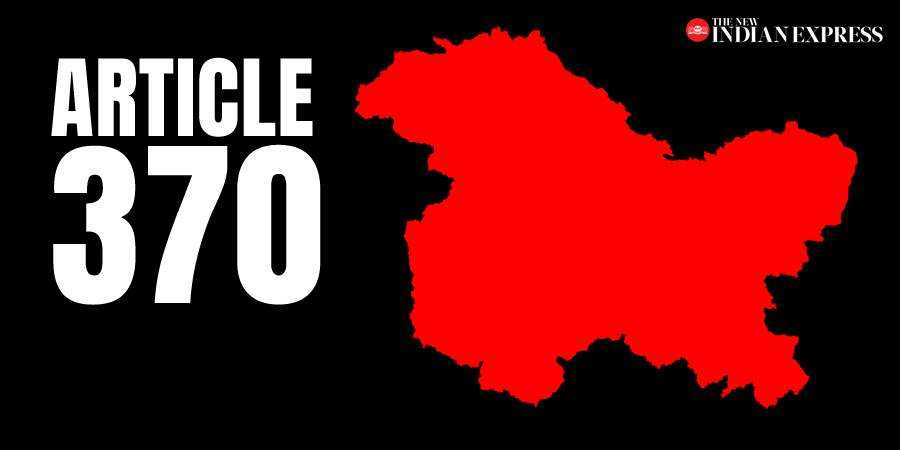 ARTICLE
370
THE NEW
INDIAN EXPRESS